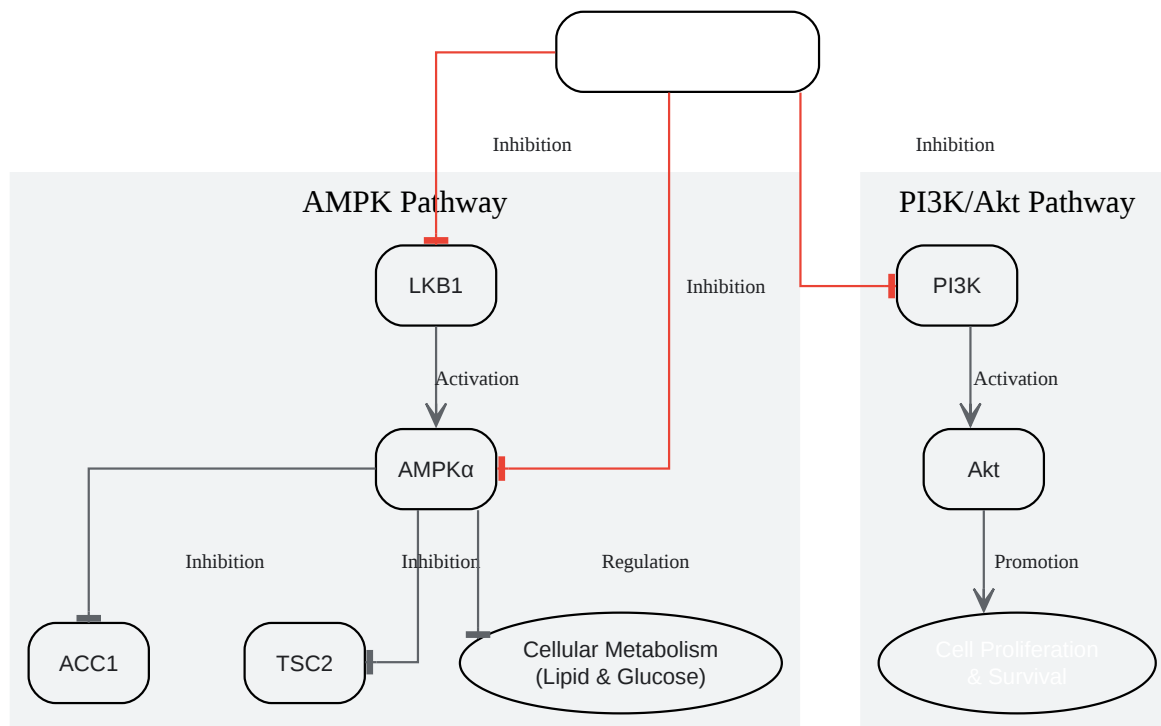 Inhibition
Inhibition
AMPK Pathway
PI3K/Akt Pathway
LKB1
Inhibition
PI3K
Activation
Activation
AMPKα
Akt
Inhibition
Inhibition
Regulation
Promotion
ACC1
TSC2
Cellular Metabolism
(Lipid & Glucose)
Cell Proliferation
& Survival